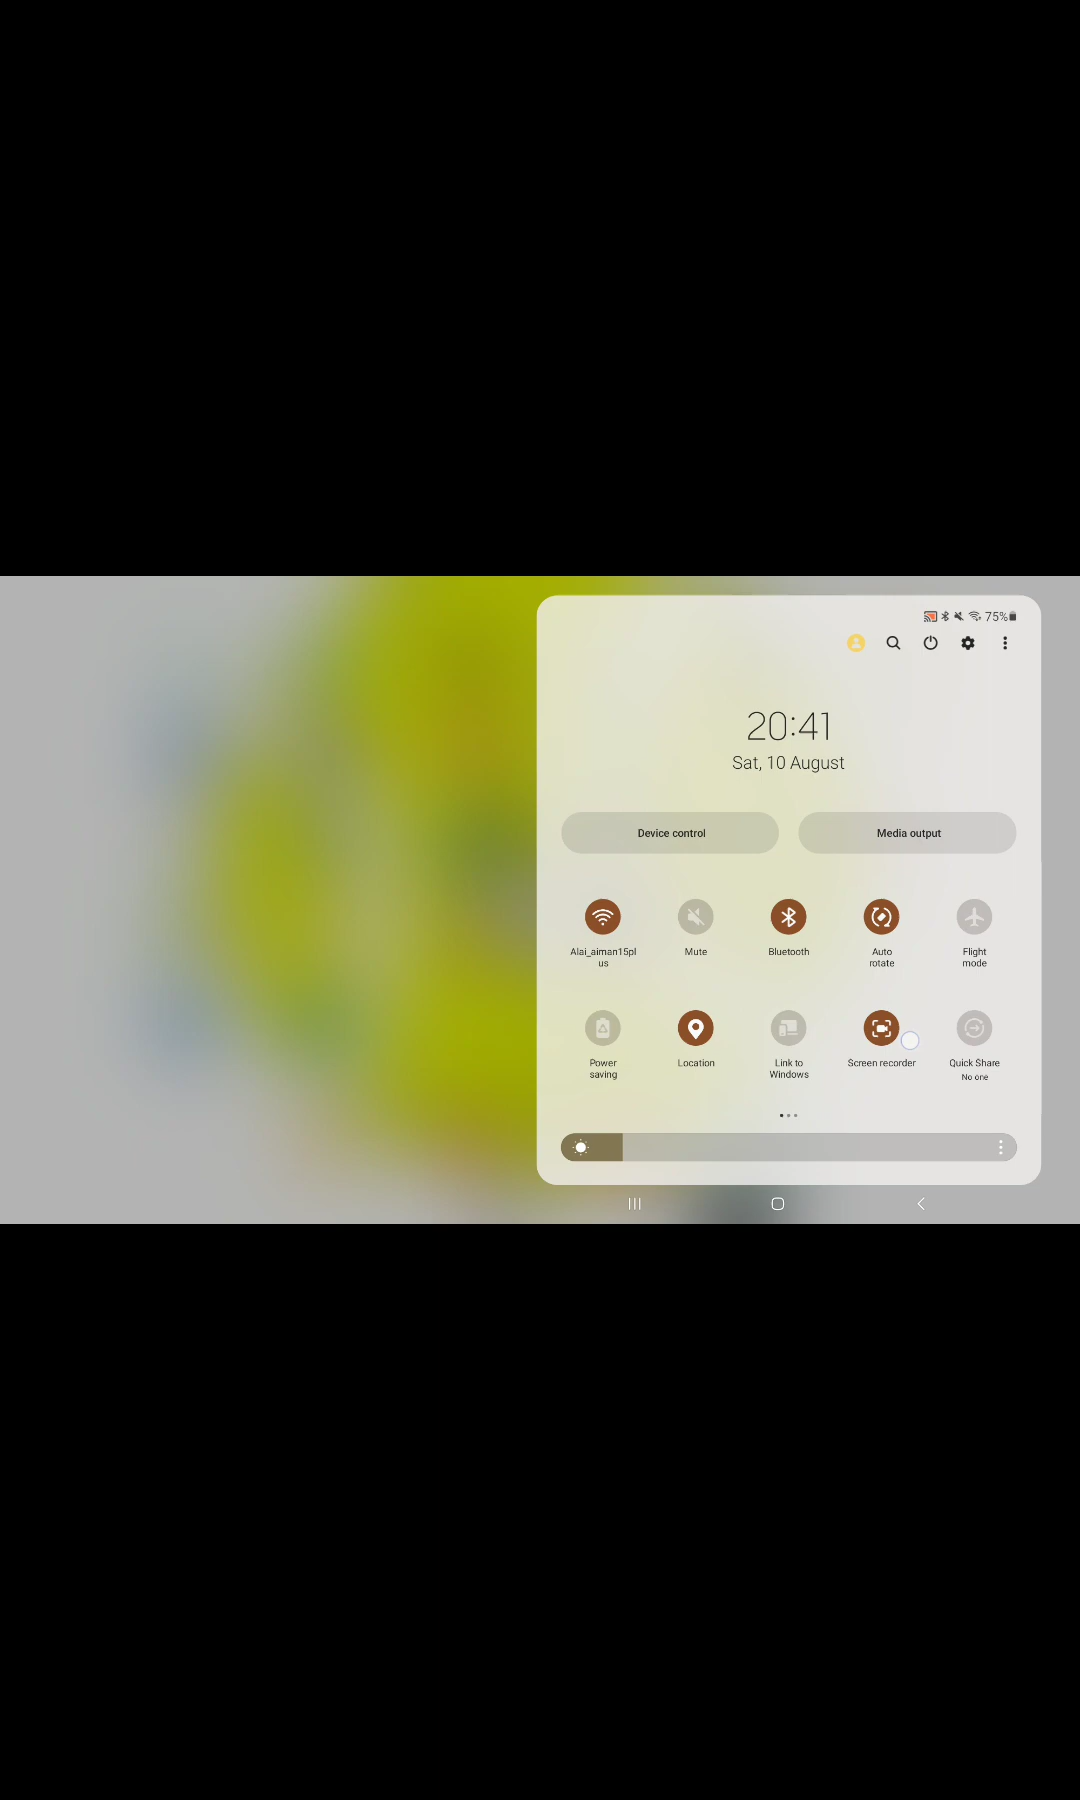 75%
20:41
Sat, 10 August
Device control
Media output
Alai_aiman15pl
us
Mute
Bluetooth
Auto
rotate
Flight
mode
Power
saving
Location
Link to
Windows
Screen recorder
Quick Share
No one